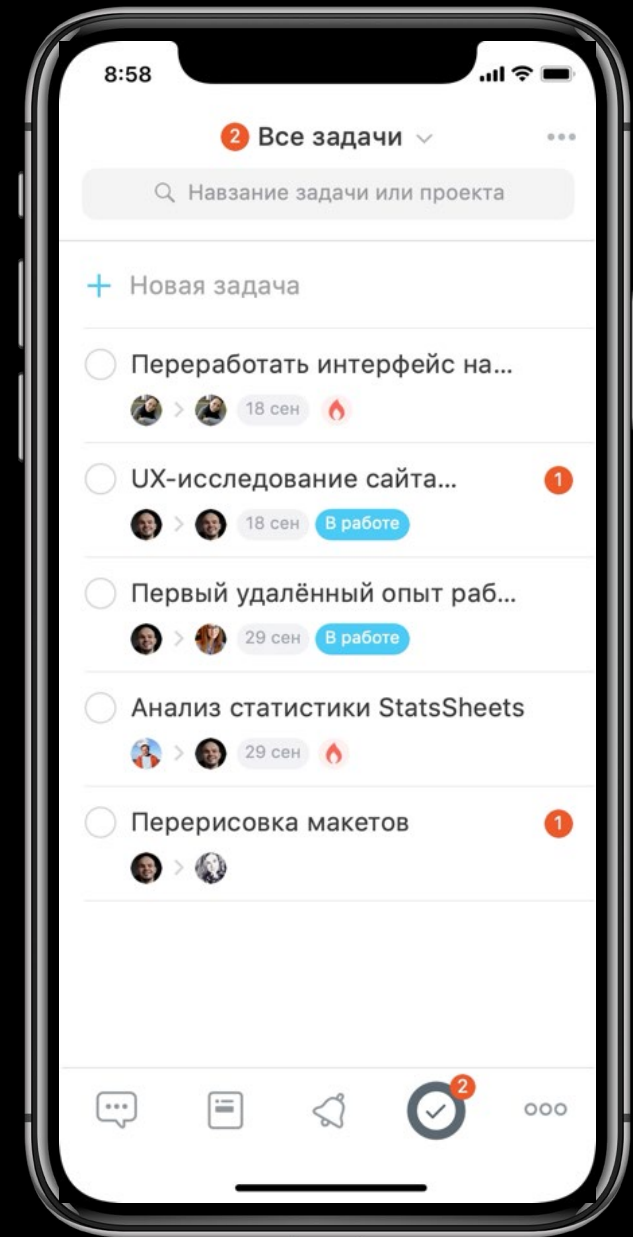 8:58
2 Все задачи
Навзание задачи или проекта
Новая задача
Переработать интерфейс на...
18 сен
UX-исследование сайта... 1
18 сен В работе
Первый удалённый опыт раб...
29 сен В работе
Анализ статистики StatsSheets
29 сен
Перерисовка макетов 1
2